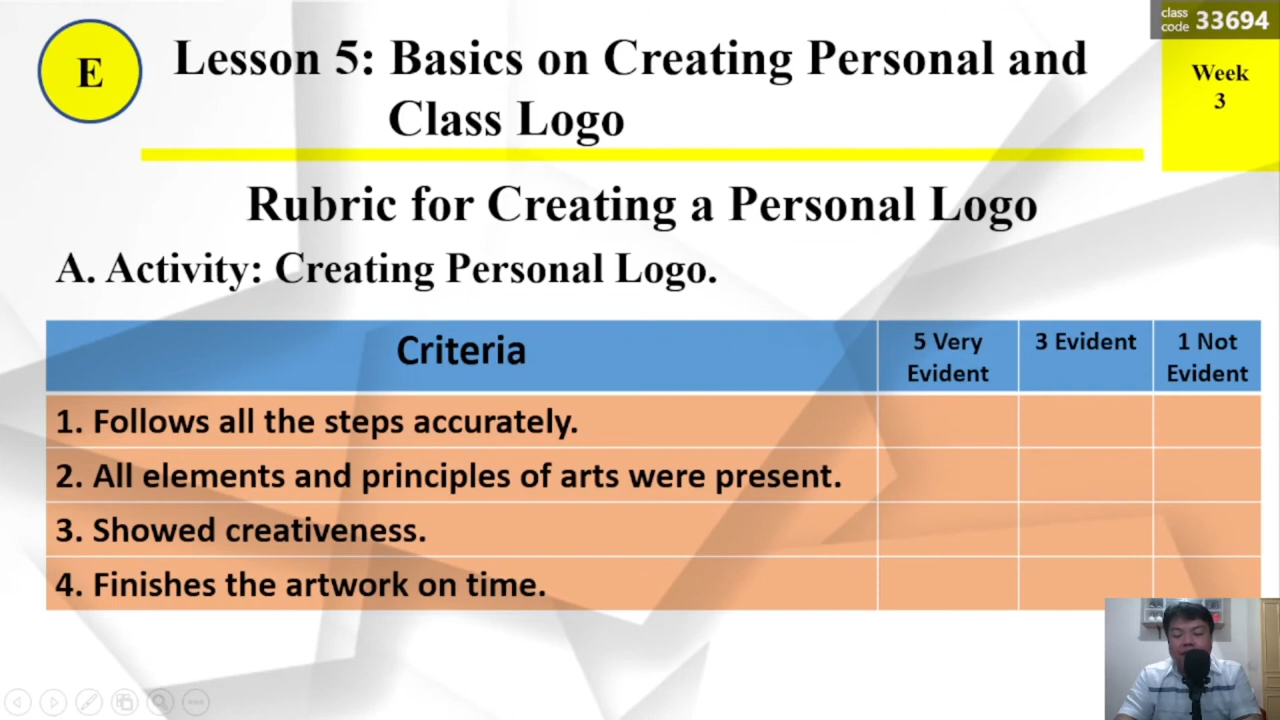 class code 33694
E
Lesson 5: Basics on Creating Personal and
Class Logo
Week
3
Rubric for Creating a Personal Logo
A. Activity: Creating Personal Logo.
Criteria
5 Very
Evident
3 Evident
1 Not
Evident
1. Follows all the steps accurately.
2. All elements and principles of arts were present.
3. Showed creativeness.
4. Finishes the artwork on time.